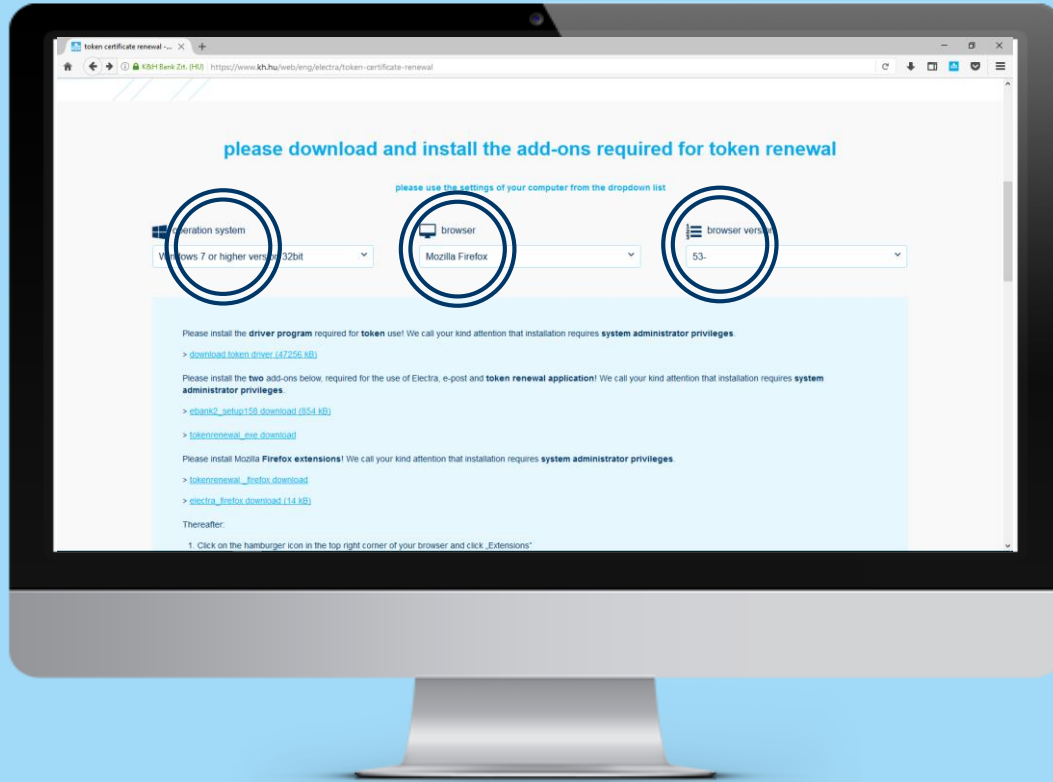 token certificate renewal -...
K&H Bank Zrt. (HU)
https://www.kh.hu/web/eng/electra/token-certificate-renewal
please download and install the add-ons required for token renewal
please use the settings of your computer from the dropdown list
operation system
browser
browser version
Windows 7 or higher version 32bit
Mozilla Firefox
53-
Please install the driver program required for token use! We call your kind attention that installation requires system administrator privileges.
> download token driver (47256 kB)
Please install the two add-ons below, required for the use of Electra, e-post and token renewal application! We call your kind attention that installation requires system
administrator privileges.
> ebank2_setup158 download (854 kB)
> tokenrenewal_exe download
Please install Mozilla Firefox extensions! We call your kind attention that installation requires system administrator privileges.
> tokenrenewal _firefox download
> electra_firefox download (14 kB)
Thereafter:
1. Click on the hamburger icon in the top right corner of your browser and click „Extensions”